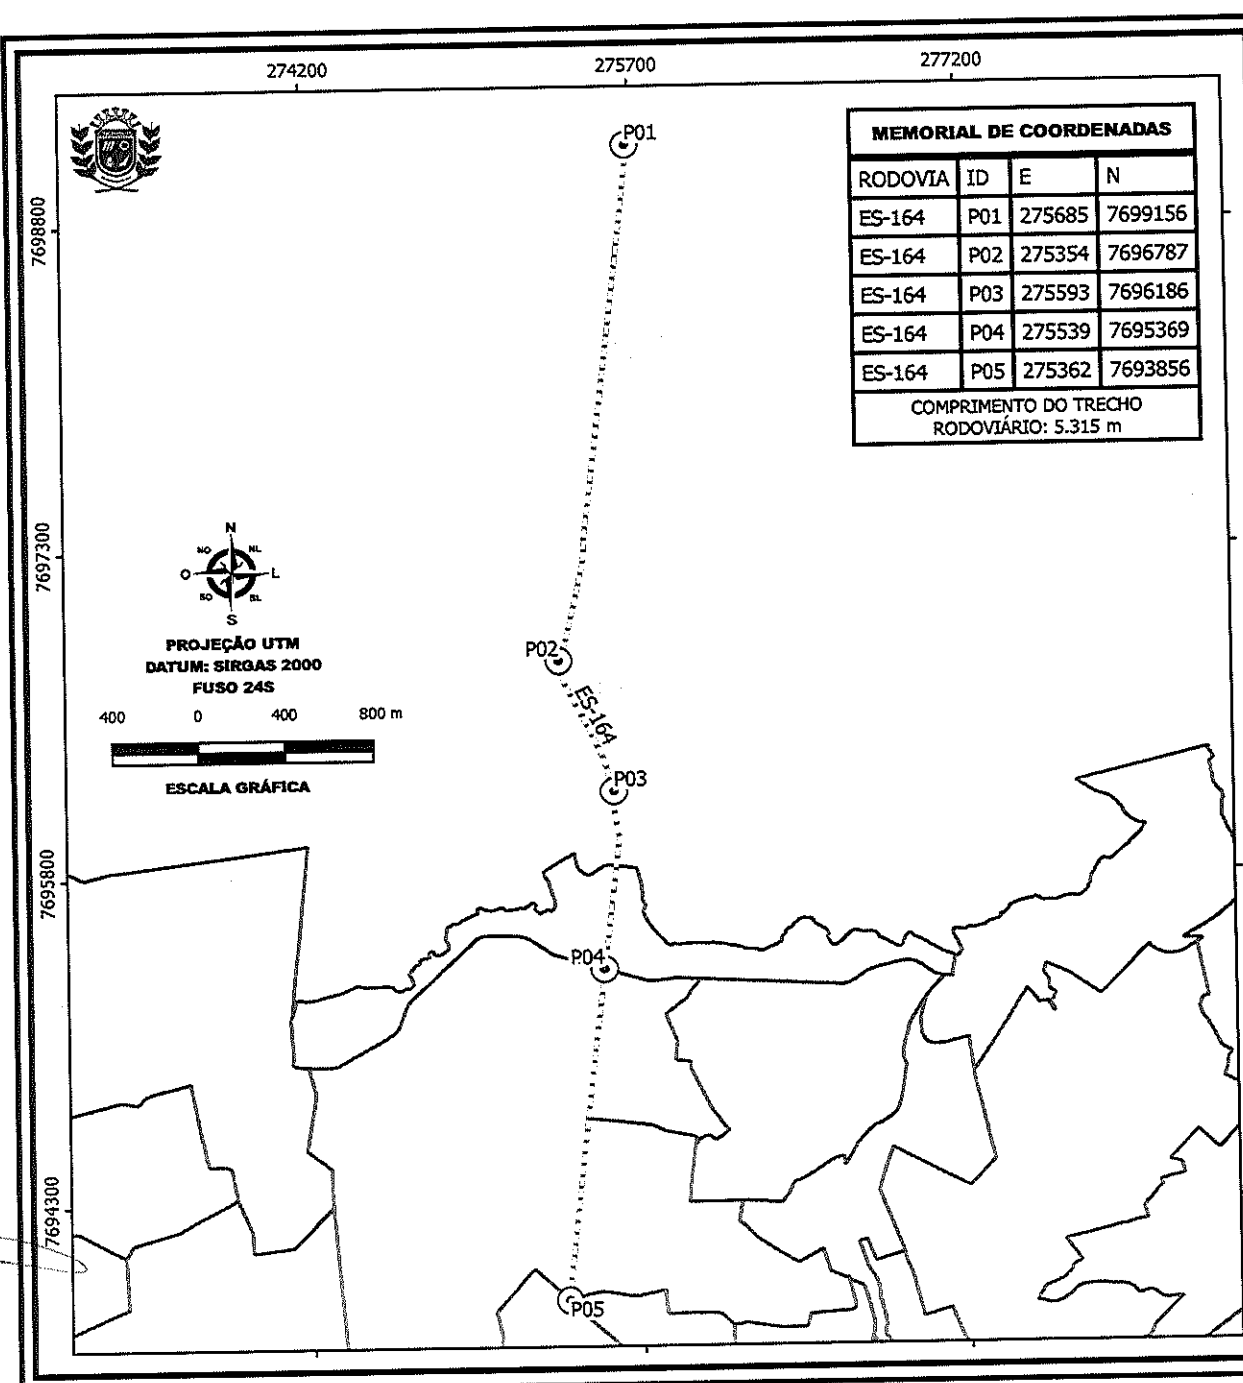 274200 275700 277200
7698800
7697300
7695800
7694300
P01
MEMORIAL DE COORDENADAS
RODOVIA ID E N
ES-164 P01 275685 7699156
ES-164 P02 275354 7696787
ES-164 P03 275593 7696186
ES-164 P04 275539 7695369
ES-164 P05 275362 7693856
COMPRIMENTO DO TRECHO
RODOVIÁRIO: 5.315 m
N
NO NL
O L
SO SL
S
PROJEÇÃO UTM
DATUM: SIRGAS 2000
FUSO 24S
400 0 400 800 m
ESCALA GRÁFICA
P02
ES-164
P03
P04
P05